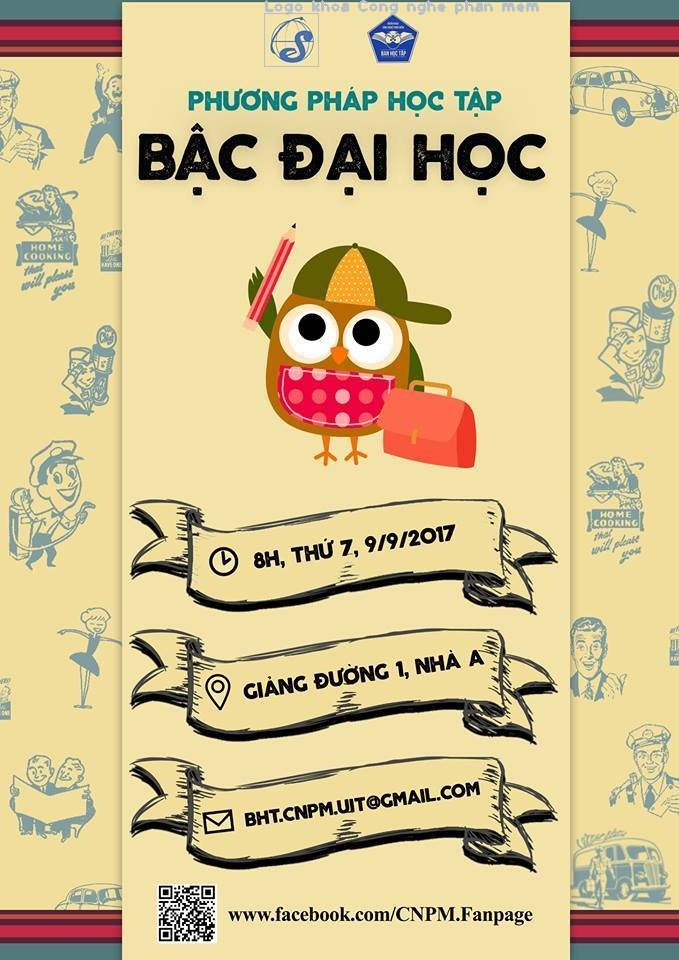 Logo khoa Cong nghe phan mem
BAN HỌC TẬP
PHƯƠNG PHÁP HỌC TẬP
BẬC ĐẠI HỌC
HOME
COOKING
that
will please
you
Chief
8H, THỨ 7, 9/9/2017
HOME
COOKING
that
will please
you
GIẢNG ĐƯỜNG 1, NHÀ A
BHT.CNPM.UIT@GMAIL.COM
www.facebook.com/CNPM.Fanpage